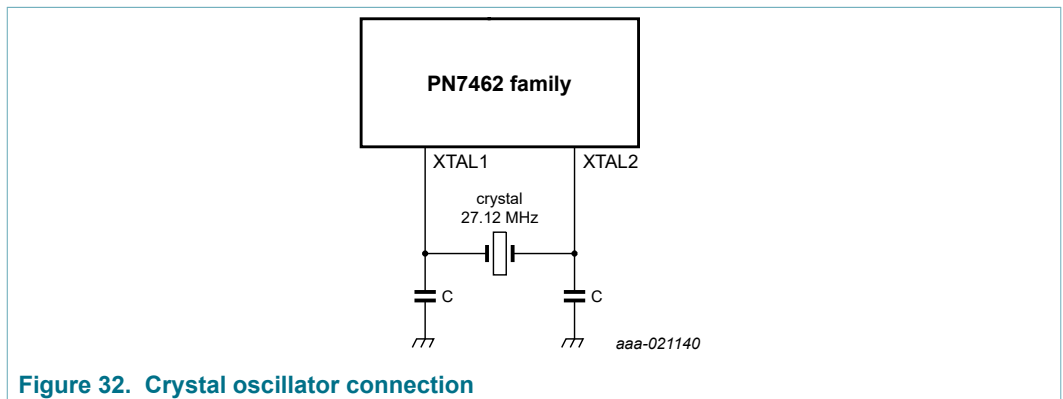 PN7462 family
XTAL1
XTAL2
crystal
27.12 MHz
C
C
aaa-021140
Figure 32. Crystal oscillator connection